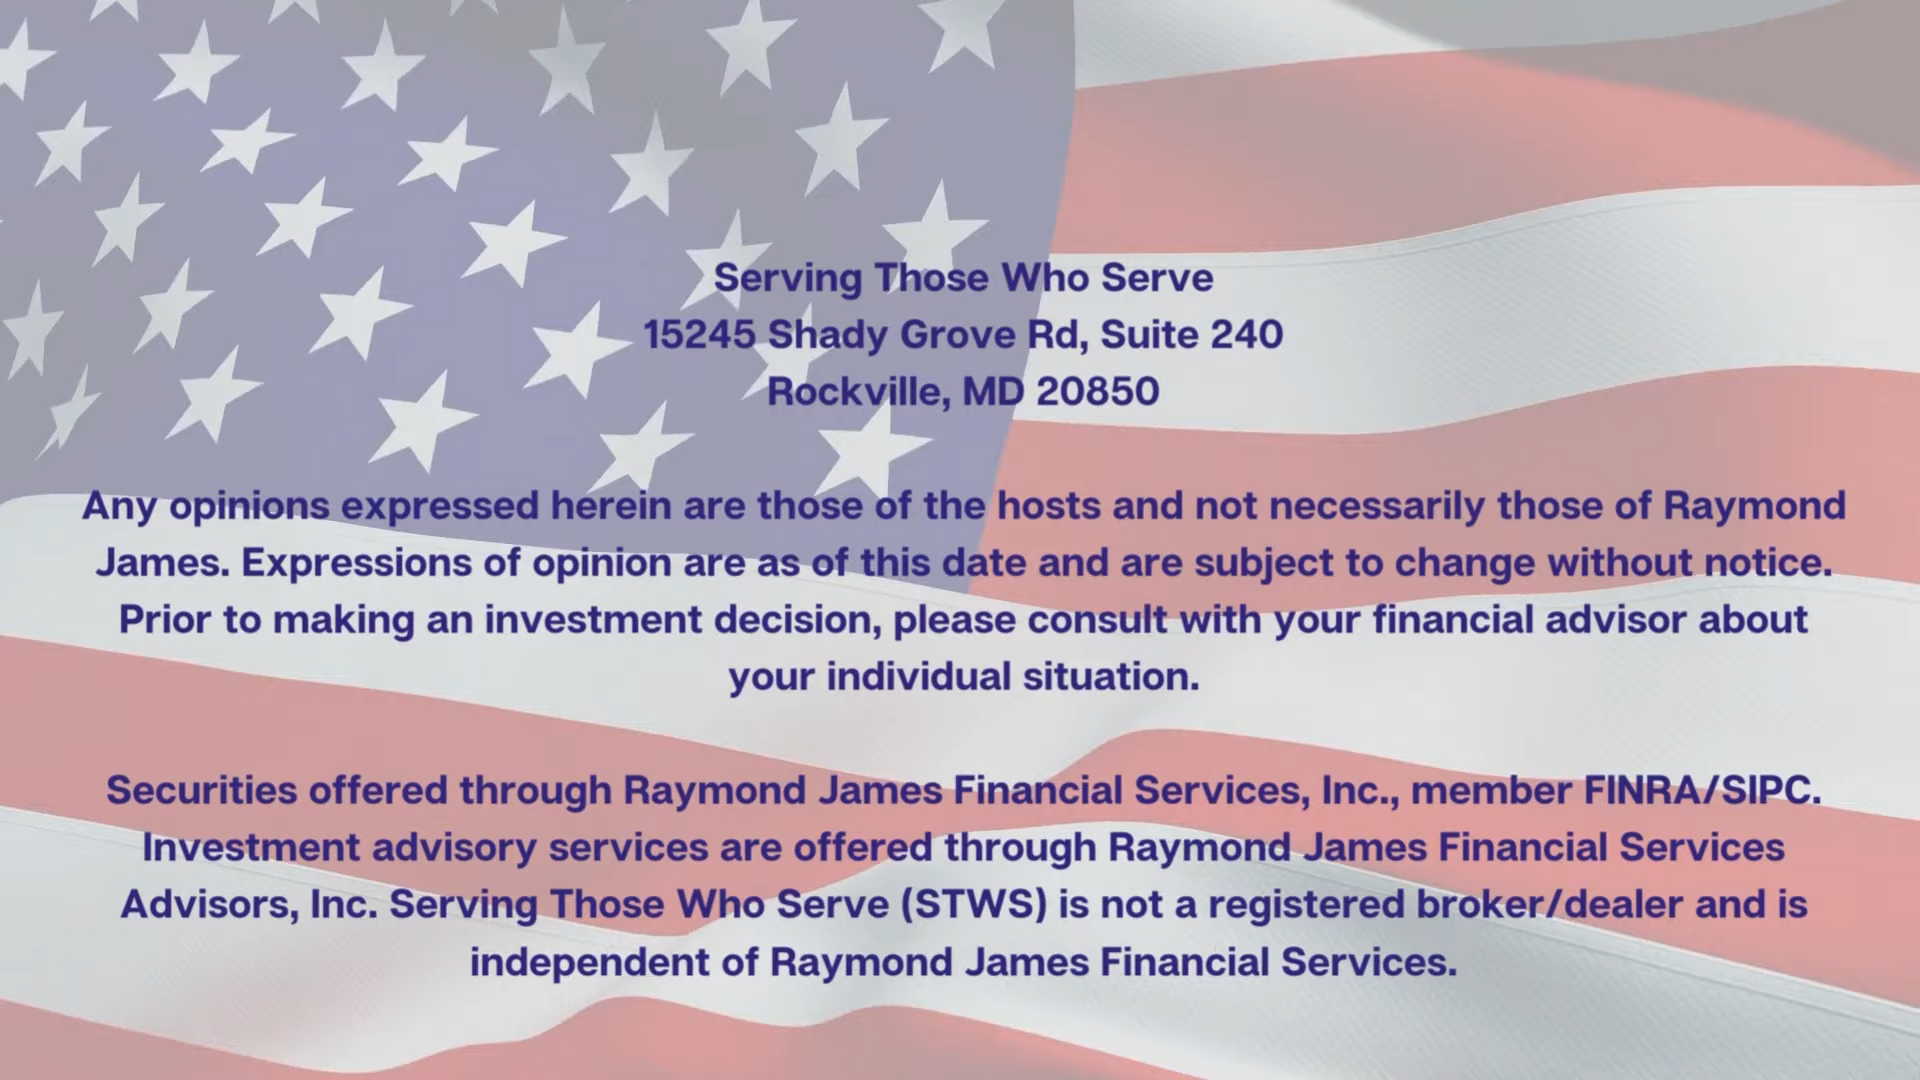 Serving Those Who Serve
15245 Shady Grove Rd, Suite 240
Rockville, MD 20850
Any opinions expressed herein are those of the hosts and not necessarily those of Raymond
James. Expressions of opinion are as of this date and are subject to change without notice.
Prior to making an investment decision, please consult with your financial advisor about
your individual situation.
Securities offered through Raymond James Financial Services, Inc., member FINRA/SIPC.
Investment advisory services are offered through Raymond James Financial Services
Advisors, Inc. Serving Those Who Serve (STWS) is not a registered broker/dealer and is
independent of Raymond James Financial Services.